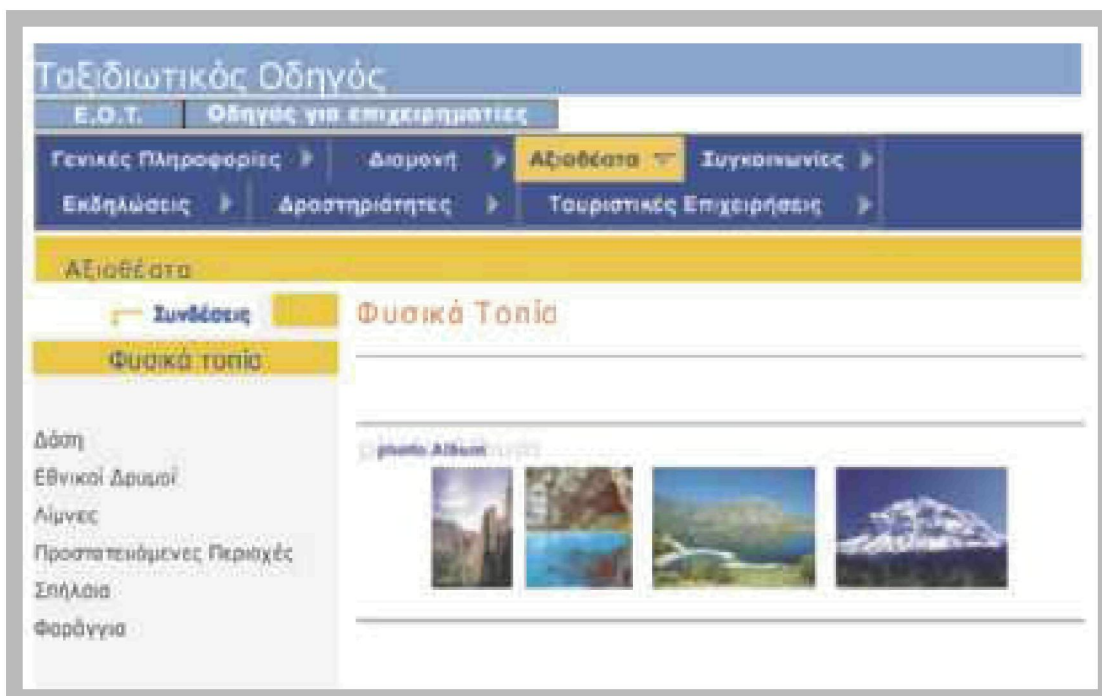 Ταξιδιωτικός Οδηγός
Ε.Ο.Τ. Οδηγός για επιχειρηματίες
Γενικές Πληροφορίες Διαμονή Αξιοθέατα Συγκοινωνίες
Εκδηλώσεις Δραστηριότητες Τουριστικές Επιχειρήσεις
Αξιοθέατα
Συνδέσεις
Φυσικά Τοπία
Φυσικά τοπία
Δάση
Εθνικοί Δρυμοί
Λίμνες
Προστατευόμενες Περιοχές
Σπήλαια
Φαράγγια
photo Album